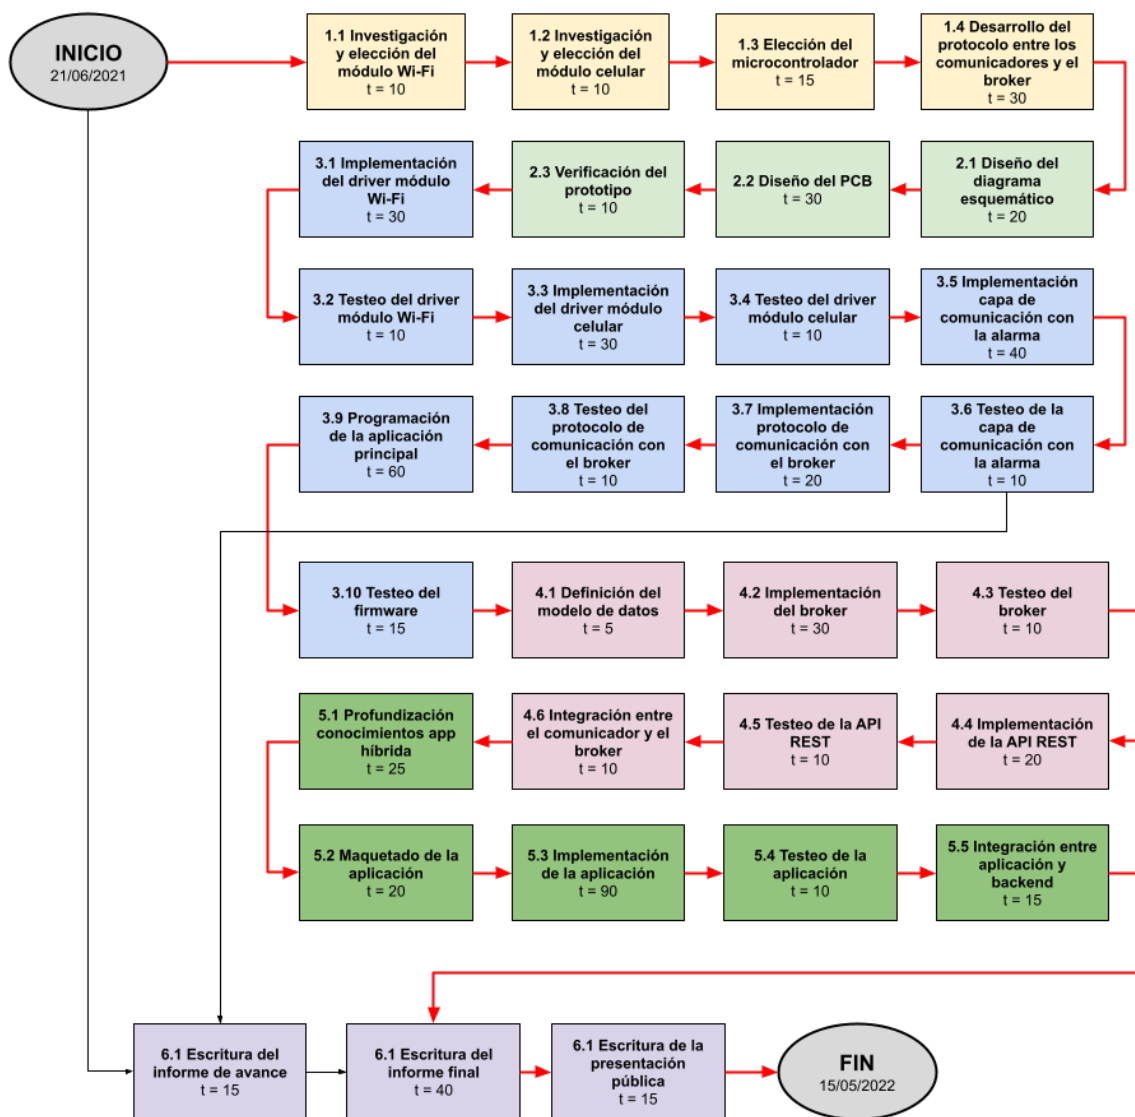 INICIO
21/06/2021
1.1 Investigación
y elección del
módulo Wi-Fi
t = 10
1.2 Investigación
y elección del
módulo celular
t = 10
1.3 Elección del
microcontrolador
t = 15
1.4 Desarrollo del
protocolo entre los
comunicadores y el
broker
t = 30
3.1 Implementación
del driver módulo
Wi-Fi
t = 30
2.3 Verificación del
prototipo
t = 10
2.2 Diseño del PCB
t = 30
2.1 Diseño del
diagrama
esquemático
t = 20
3.2 Testeo del driver
módulo Wi-Fi
t = 10
3.3 Implementación
del driver módulo
celular
t = 30
3.4 Testeo del driver
módulo celular
t = 10
3.5 Implementación
capa de
comunicación con
la alarma
t = 40
3.9 Programación
de la aplicación
principal
t = 60
3.8 Testeo del
protocolo de
comunicación con
el broker
t = 10
3.7 Implementación
protocolo de
comunicación con
el broker
t = 20
3.6 Testeo de la
capa de
comunicación con
la alarma
t = 10
3.10 Testeo del
firmware
t = 15
4.1 Definición del
modelo de datos
t = 5
4.2 Implementación
del broker
t = 30
4.3 Testeo del
broker
t = 10
5.1 Profundización
conocimientos app
híbrida
t = 25
4.6 Integración entre
el comunicador y el
broker
t = 10
4.5 Testeo de la API
REST
t = 10
4.4 Implementación
de la API REST
t = 20
5.2 Maquetado de la
aplicación
t = 20
5.3 Implementación
de la aplicación
t = 90
5.4 Testeo de la
aplicación
t = 10
5.5 Integración entre
aplicación y
backend
t = 15
6.1 Escritura del
informe de avance
t = 15
6.1 Escritura del
informe final
t = 40
6.1 Escritura de la
presentación
pública
t = 15
FIN
15/05/2022